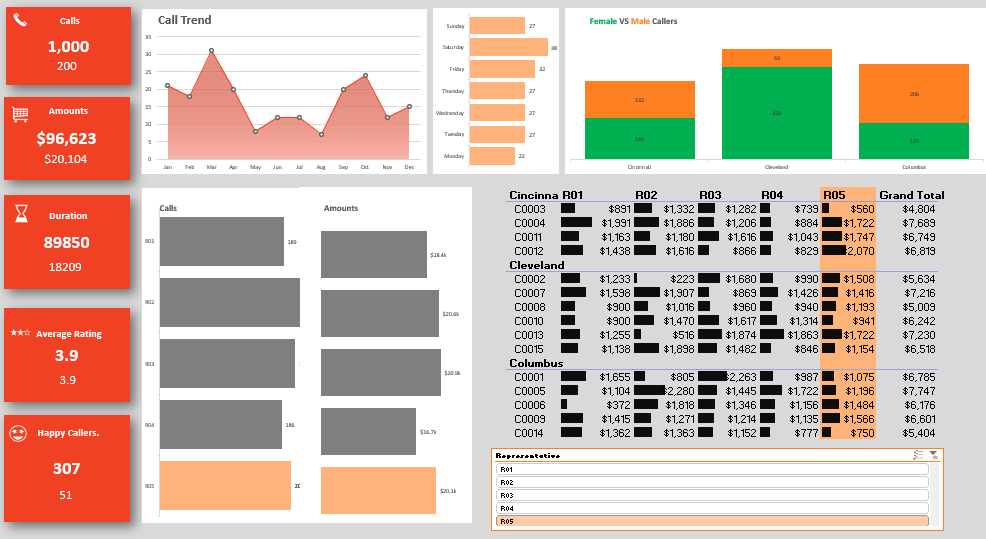 Calls
1,000
200
Amounts
$96,623
$20,104
Duration
89850
18209
Average Rating
3.9
3.9
Happy Callers.
307
51
Call Trend
35
30
25
20
15
10
5
0
Jan Feb Mar Apr May Jun Jul Aug Sep Oct Nov Dec
Sunday 27
Saturday 38
Friday 32
Thursday 27
Wednesday 27
Tuesday 27
Monday 22
Female VS Male Callers
132
63
206
Cincinnati Cleveland Columbus
Calls
R01 189
R02
R03
R04 186
R05
Amounts
$18.4k
$20.6k
$20.9k
$16.7k
$20.1k
Cincinna R01 R02 R03 R04 R05 Grand Total
C0003 $891 $1,332 $1,282 $739 $560 $4,804
C0004 $1,991 $1,886 $1,206 $884 $1,722 $7,689
C0011 $1,163 $1,180 $1,616 $1,043 $1,747 $6,749
C0012 $1,438 $1,616 $866 $829 $2,070 $6,819
Cleveland
C0002 $1,233 $223 $1,680 $990 $1,508 $5,634
C0007 $1,598 $1,907 $869 $1,426 $1,416 $7,216
C0008 $900 $1,016 $960 $940 $1,193 $5,009
C0010 $900 $1,470 $1,617 $1,314 $941 $6,242
C0013 $1,255 $516 $1,874 $1,863 $1,722 $7,230
C0015 $1,138 $1,898 $1,482 $846 $1,154 $6,518
Columbus
C0001 $1,655 $805 $2,263 $987 $1,075 $6,785
C0005 $1,104 $2,280 $1,445 $1,722 $1,196 $7,747
C0006 $372 $1,818 $1,346 $1,156 $1,484 $6,176
C0009 $1,415 $1,271 $1,214 $1,135 $1,566 $6,601
C0014 $1,362 $1,363 $1,152 $777 $750 $5,404
Representative
R01
R02
R03
R04
R05